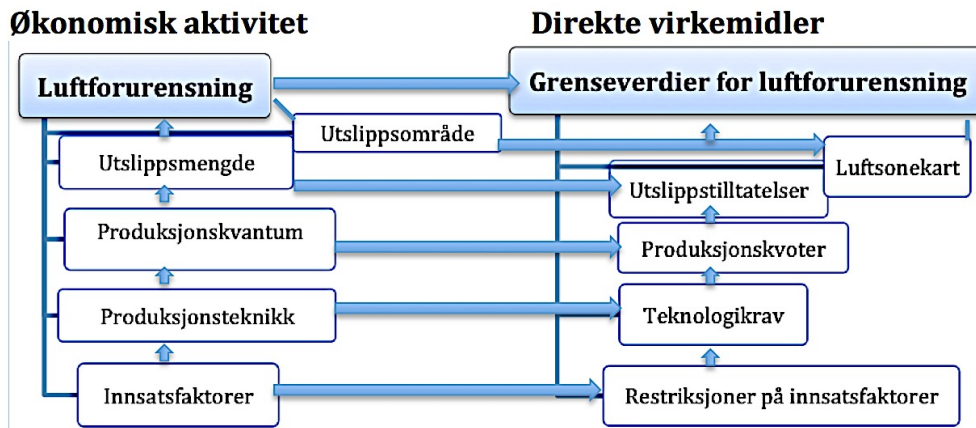 Økonomisk aktivitet
Direkte virkemidler
Luftforurensning
Grenseverdier for luftforurensning
Utslippsområde
Luftsonekart
Utslippsmengde
Utslippstilltatelser
Produksjonskvantum
Produksjonskvoter
Produksjonsteknikk
Teknologikrav
Innsatsfaktorer
Restriksjoner på innsatsfaktorer